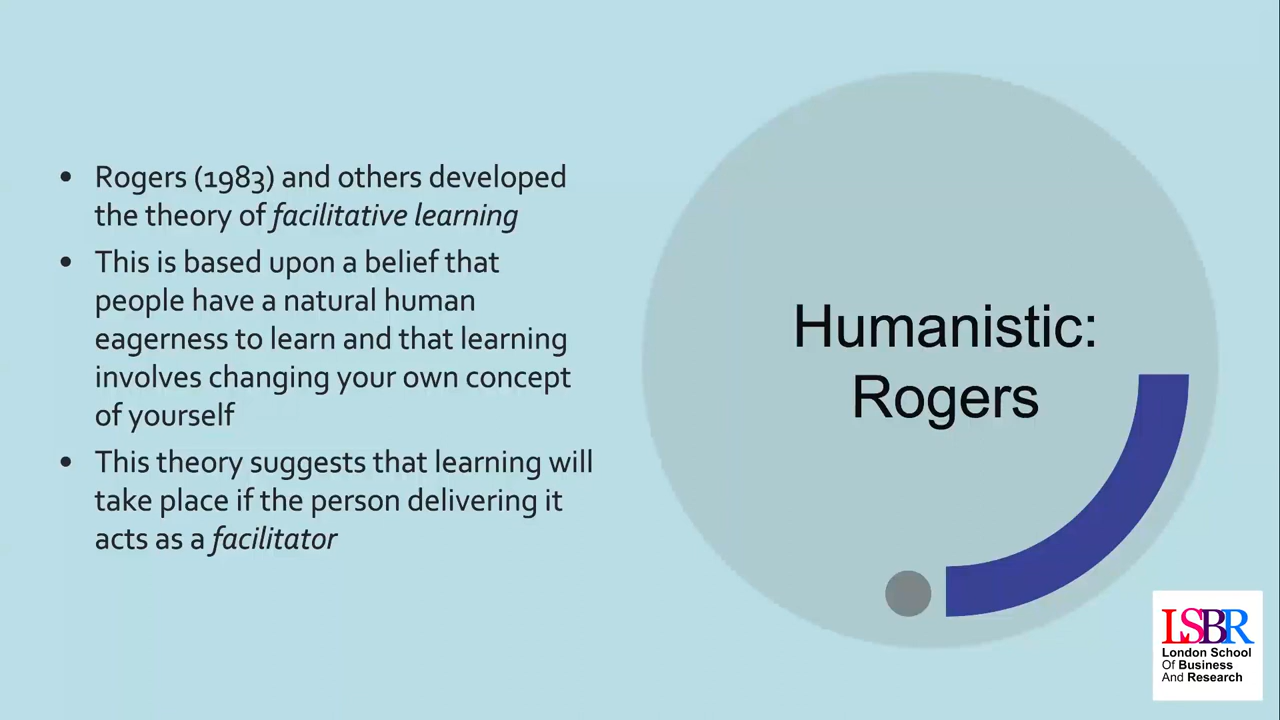 • Rogers (1983) and others developed
the theory of facilitative learning
• This is based upon a belief that
people have a natural human
eagerness to learn and that learning
involves changing your own concept
of yourself
• This theory suggests that learning will
take place if the person delivering it
acts as a facilitator
Humanistic:
Rogers
LSBR
London School
Of Business
And Research